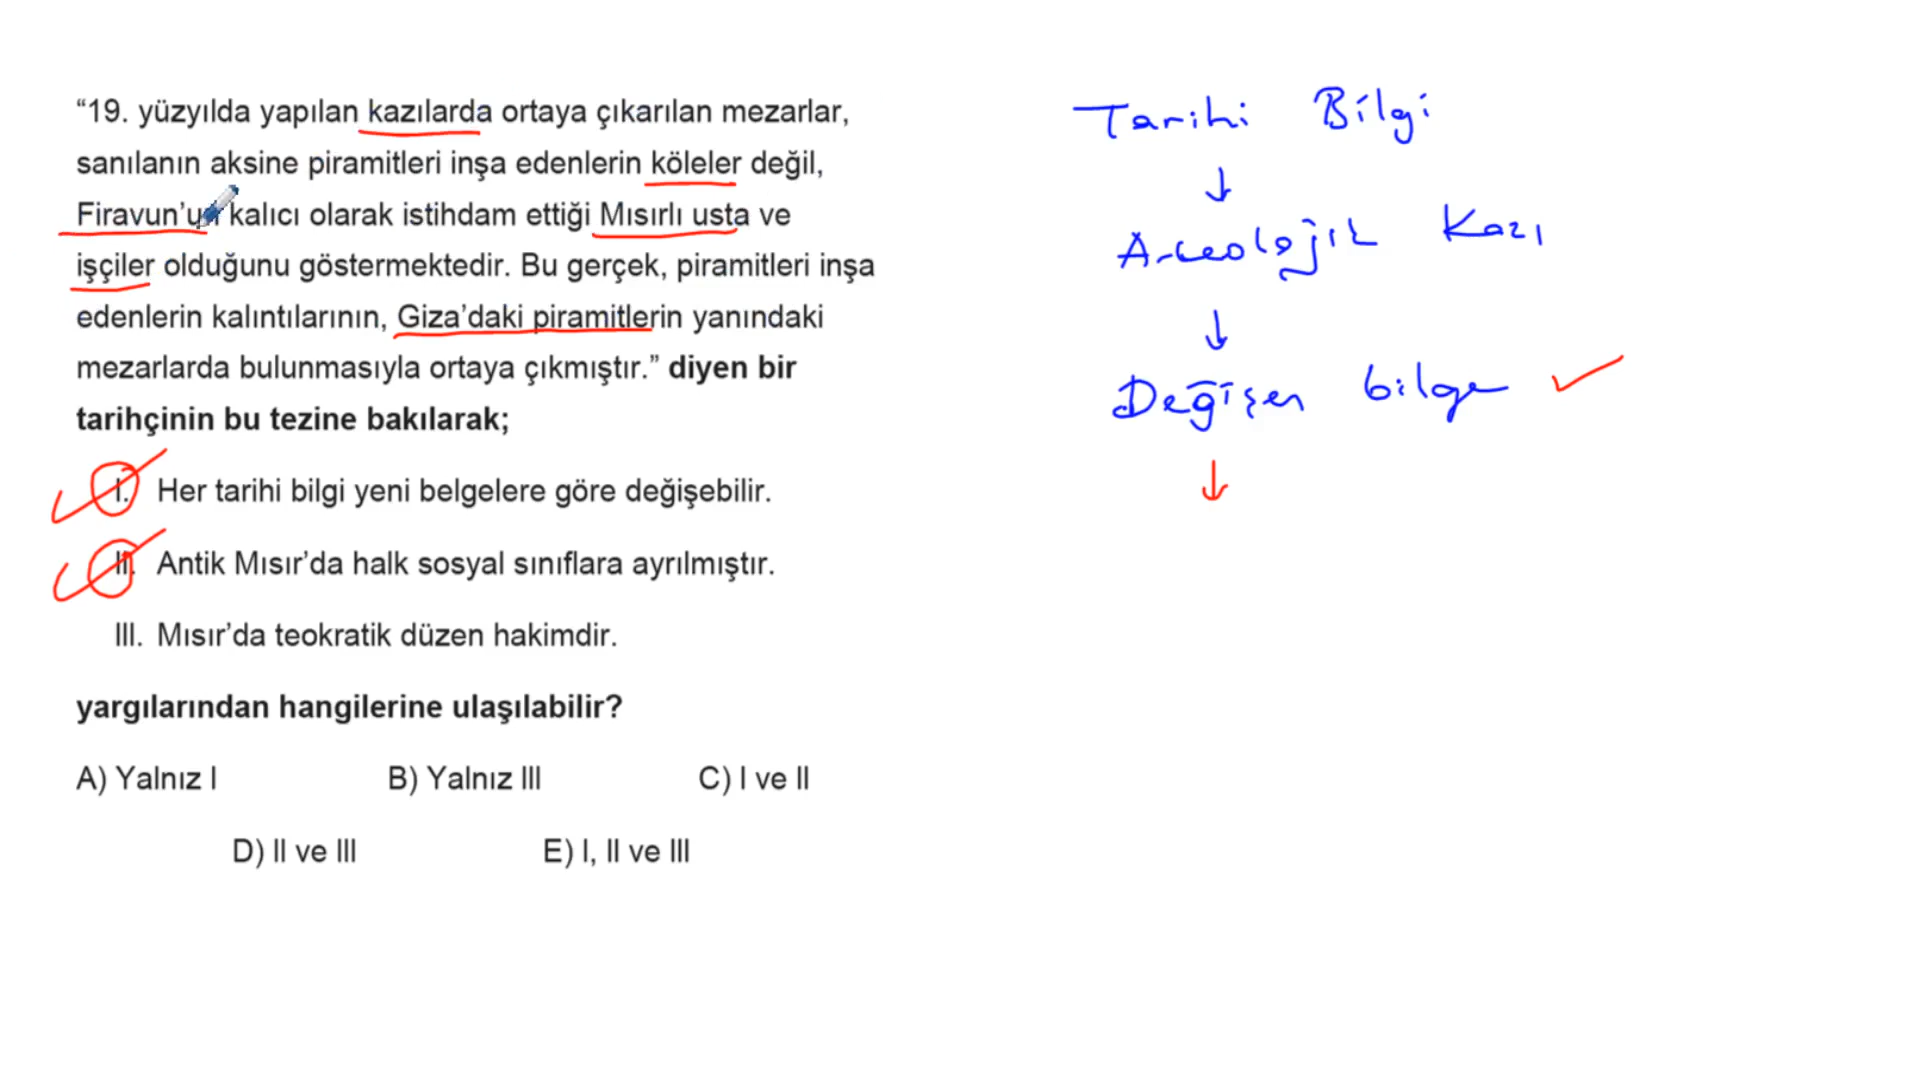 “19. yüzyılda yapılan kazılarda ortaya çıkarılan mezarlar,
sanılanın aksine piramitleri inşa edenlerin köleler değil,
Firavun’un kalıcı olarak istihdam ettiği Mısırlı usta ve
işçiler olduğunu göstermektedir. Bu gerçek, piramitleri inşa
edenlerin kalıntılarının, Giza’daki piramitlerin yanındaki
mezarlarda bulunmasıyla ortaya çıkmıştır.” diyen bir
tarihçinin bu tezine bakılarak;
I. Her tarihi bilgi yeni belgelere göre değişebilir.
II. Antik Mısır’da halk sosyal sınıflara ayrılmıştır.
III. Mısır’da teokratik düzen hakimdir.
yargılarından hangilerine ulaşılabilir?
A) Yalnız I B) Yalnız III C) I ve II
D) II ve III E) I, II ve III
Tarihi Bilgi
↓
Kazı
↓
Değişen
↓